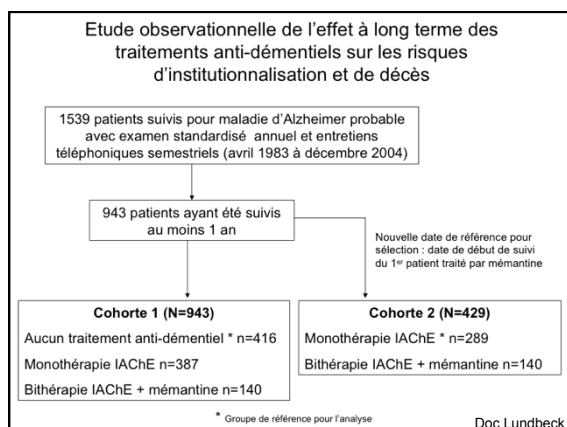 Etude observationnelle de l'effet à long terme des
traitements anti-démentiels sur les risques
d'institutionnalisation et de décès
1539 patients suivis pour maladie d'Alzheimer probable
avec examen standardisé annuel et entretiens
téléphoniques semestriels (avril 1983 à décembre 2004)
943 patients ayant été suivis
au moins 1 an
Nouvelle date de référence pour
sélection : date de début de suivi
du 1er patient traité par mémantine
Cohorte 1 (N=943)
Aucun traitement anti-démentiel * n=416
Monothérapie IAChE n=387
Bithérapie IAChE + mémantine n=140
Cohorte 2 (N=429)
Monothérapie IAChE * n=289
Bithérapie IAChE + mémantine n=140
* Groupe de référence pour l'analyse
Doc Lundbeck